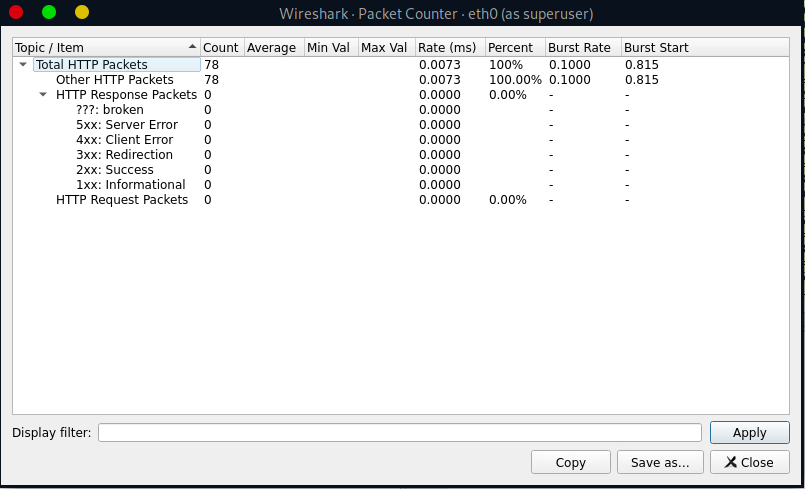 Wireshark · Packet Counter · eth0 (as superuser)
Topic / Item Count Average Min Val Max Val Rate (ms) Percent Burst Rate Burst Start
Total HTTP Packets 78 0.0073 100% 0.1000 0.815
Other HTTP Packets 78 0.0073 100.00% 0.1000 0.815
HTTP Response Packets 0 0.0000 0.00% - -
???: broken 0 0.0000 - -
5xx: Server Error 0 0.0000 - -
4xx: Client Error 0 0.0000 - -
3xx: Redirection 0 0.0000 - -
2xx: Success 0 0.0000 - -
1xx: Informational 0 0.0000 - -
HTTP Request Packets 0 0.0000 0.00% - -
Display filter:
Apply
Copy
Save as...
Close